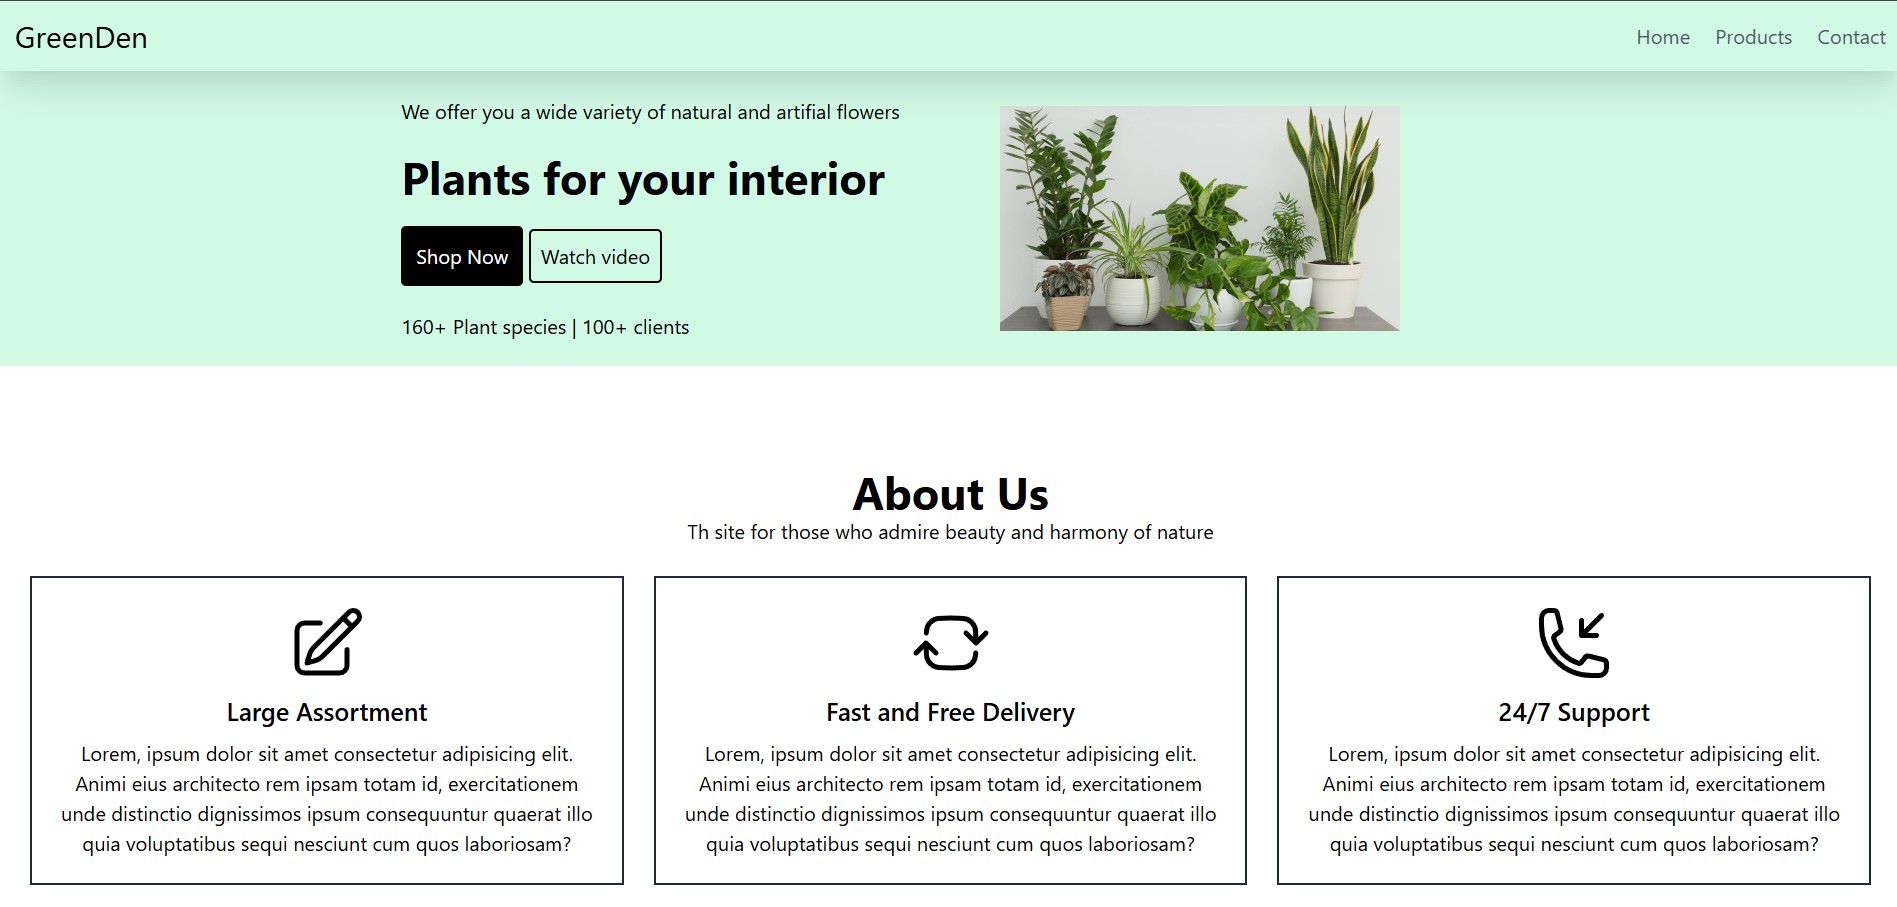 GreenDen
Home Products Contact
We offer you a wide variety of natural and artifial flowers
Plants for your interior
Shop Now
Watch video
160+ Plant species | 100+ clients
About Us
Th site for those who admire beauty and harmony of nature
Large Assortment
Lorem, ipsum dolor sit amet consectetur adipisicing elit.
Animi eius architecto rem ipsam totam id, exercitationem
unde distinctio dignissimos ipsum consequuntur quaerat illo
quia voluptatibus sequi nesciunt cum quos laboriosam?
Fast and Free Delivery
Lorem, ipsum dolor sit amet consectetur adipisicing elit.
Animi eius architecto rem ipsam totam id, exercitationem
unde distinctio dignissimos ipsum consequuntur quaerat illo
quia voluptatibus sequi nesciunt cum quos laboriosam?
24/7 Support
Lorem, ipsum dolor sit amet consectetur adipisicing elit.
Animi eius architecto rem ipsam totam id, exercitationem
unde distinctio dignissimos ipsum consequuntur quaerat illo
quia voluptatibus sequi nesciunt cum quos laboriosam?